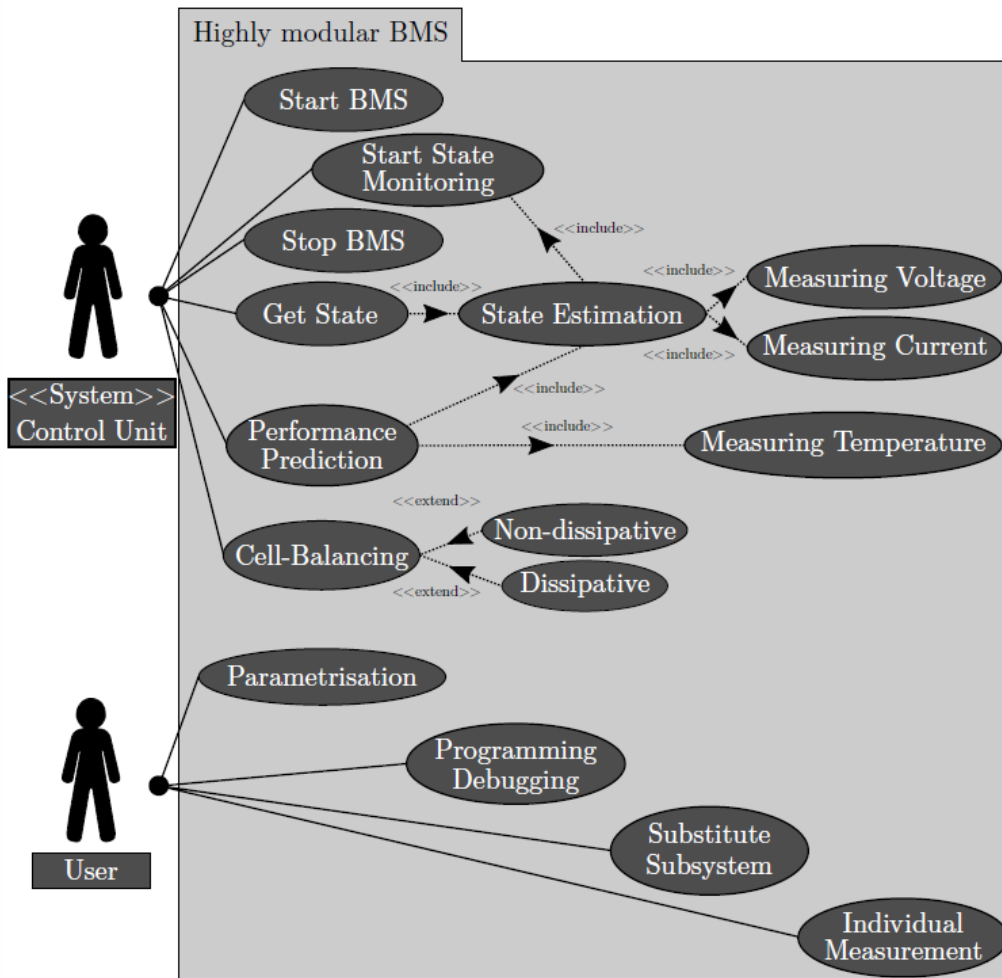 Highly modular BMS
Start BMS
Start State
Monitoring
<<include>>
Stop BMS
<<include>>
Measuring Voltage
<<include>>
Get State
State Estimation
<<include>>
Measuring Current
<<System>>
Control Unit
<<include>>
Performance
Prediction
<<include>>
Measuring Temperature
<<extend>>
Non-dissipative
Cell-Balancing
Dissipative
<<extend>>
Parametrisation
Programming
Debugging
Substitute
Subsystem
User
Individual
Measurement